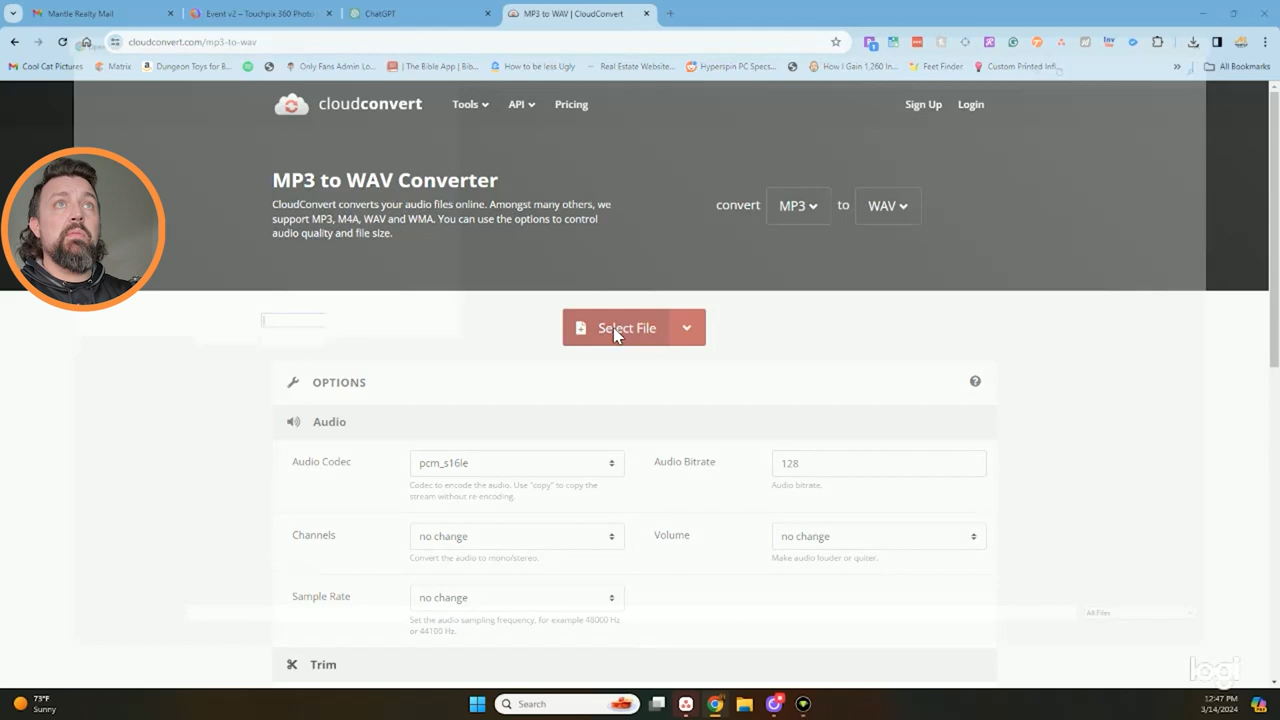 Mantle Realty Mail
Event v2 – Touchpix 360 Photo
ChatGPT
MP3 to WAV | CloudConvert
cloudconvert.com/mp3-to-wav
Cool Cat Pictures
Matrix
Dungeon Toys for B...
Only Fans Admin Lo...
| The Bible App | Bib...
How to be less Ugly
Real Estate Website...
Hyperspin PC Specs...
How I Gain 1,260 In...
Feet Finder
Custom Printed Infl...
»
All Bookmarks
cloudconvert
Tools
API
Pricing
Sign Up
Login
MP3 to WAV Converter
CloudConvert converts your audio files online. Amongst many others, we
support MP3, M4A, WAV and WMA. You can use the options to control
audio quality and file size.
convert MP3 to WAV
Select File
OPTIONS
Audio
Audio Codec
pcm_s16le
Codec to encode the audio. Use "copy" to copy the
stream without re-encoding.
Audio Bitrate
128
Audio bitrate.
Channels
no change
Convert the audio to mono/stereo.
Volume
no change
Make audio louder or quiter.
Sample Rate
no change
Set the audio sampling frequency, for example 48000 Hz
or 44100 Hz.
All Files
Trim
logi
73°F
Sunny
Search
12:47 PM
3/14/2024